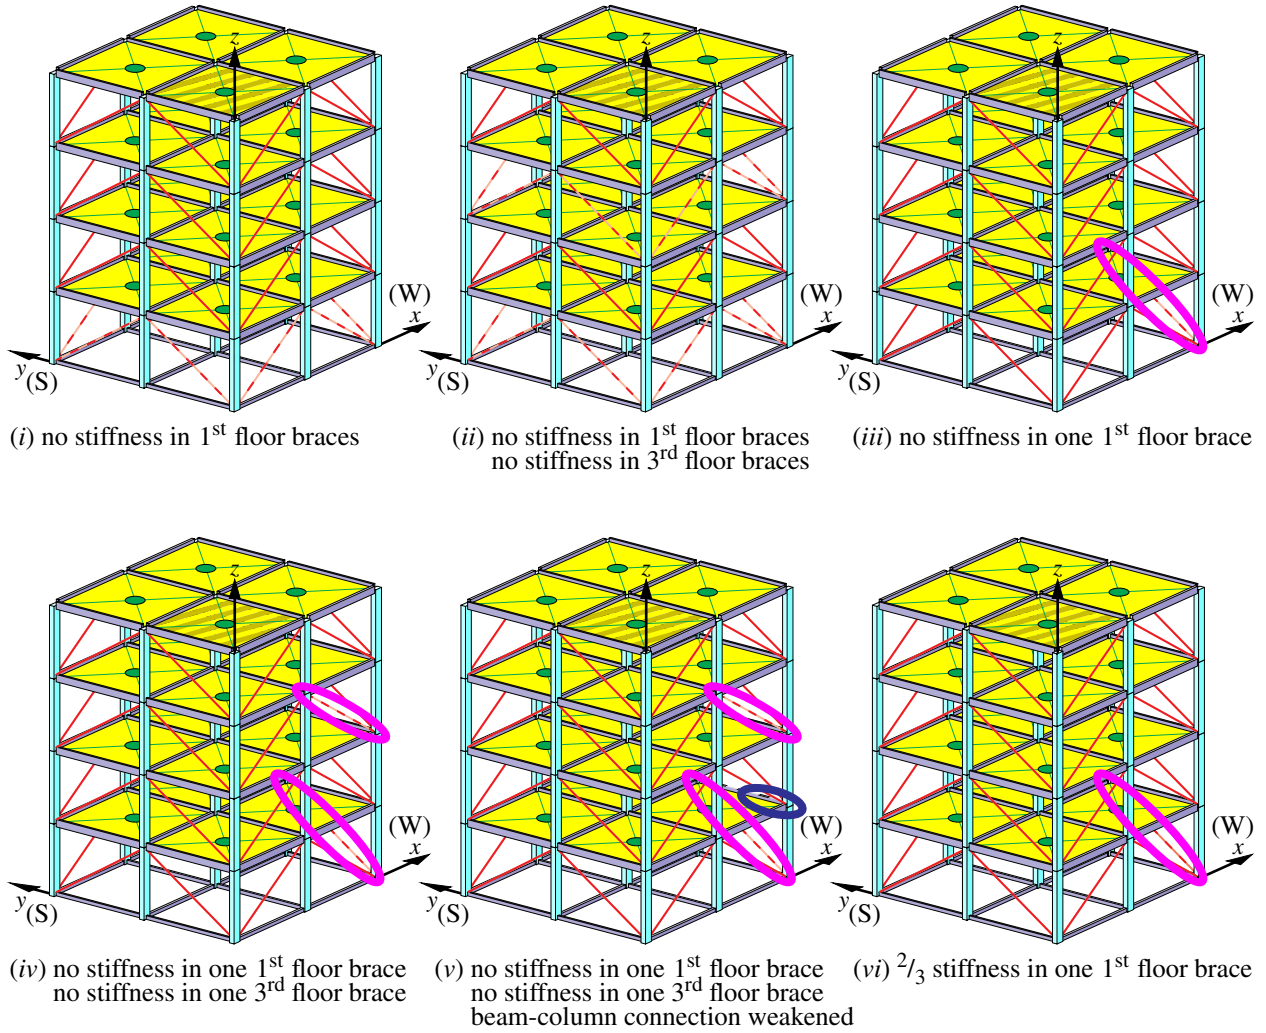 z
(W)
x
y
(S)
(i) no stiffness in 1st floor braces
z
(W)
x
y
(S)
(ii) no stiffness in 1st floor braces
no stiffness in 3rd floor braces
z
(W)
x
y
(S)
(iii) no stiffness in one 1st floor brace
z
(W)
x
y
(S)
(iv) no stiffness in one 1st floor brace
no stiffness in one 3rd floor brace
z
(W)
x
y
(S)
(v) no stiffness in one 1st floor brace
no stiffness in one 3rd floor brace
beam-column connection weakened
z
(W)
x
y
(S)
(vi) 2/3 stiffness in one 1st floor brace